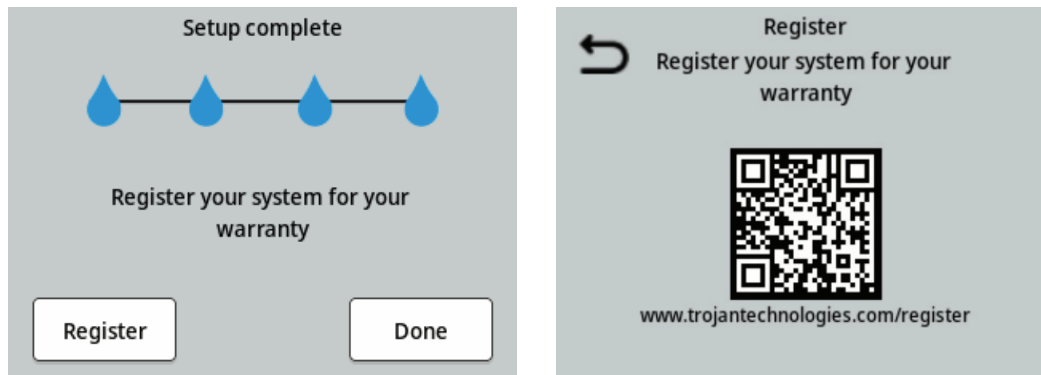 Setup complete
Register your system for your
warranty
Register
Done
Register
Register your system for your
warranty
www.trojantechnologies.com/register